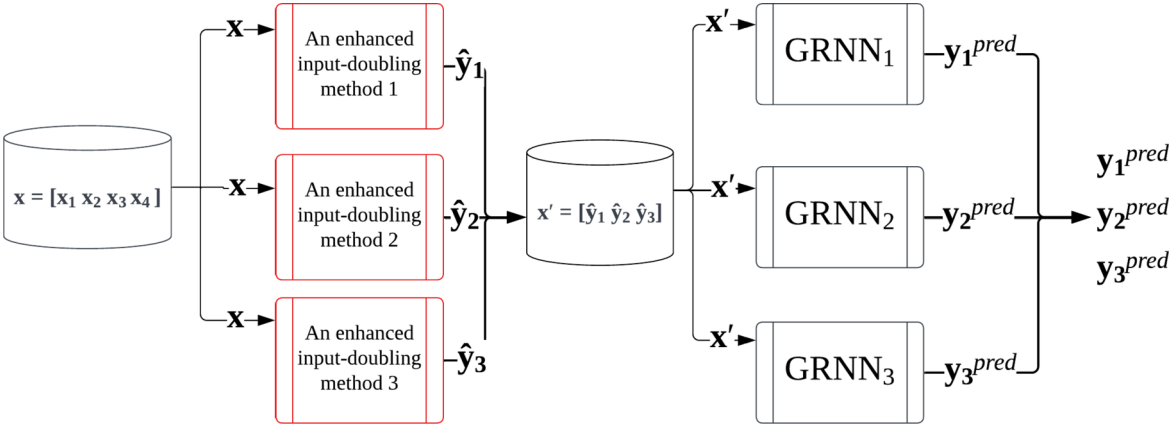 x = [x₁ x₂ x₃ x₄ ]
x
An enhanced
input-doubling
method 1
ŷ₁
x
An enhanced
input-doubling
method 2
ŷ₂
x
An enhanced
input-doubling
method 3
ŷ₃
x′ = [ŷ₁ ŷ₂ ŷ₃]
x′
GRNN₁
y₁ᵖʳᵉᵈ
x′
GRNN₂
y₂ᵖʳᵉᵈ
x′
GRNN₃
y₃ᵖʳᵉᵈ
y₁ᵖʳᵉᵈ
y₂ᵖʳᵉᵈ
y₃ᵖʳᵉᵈ